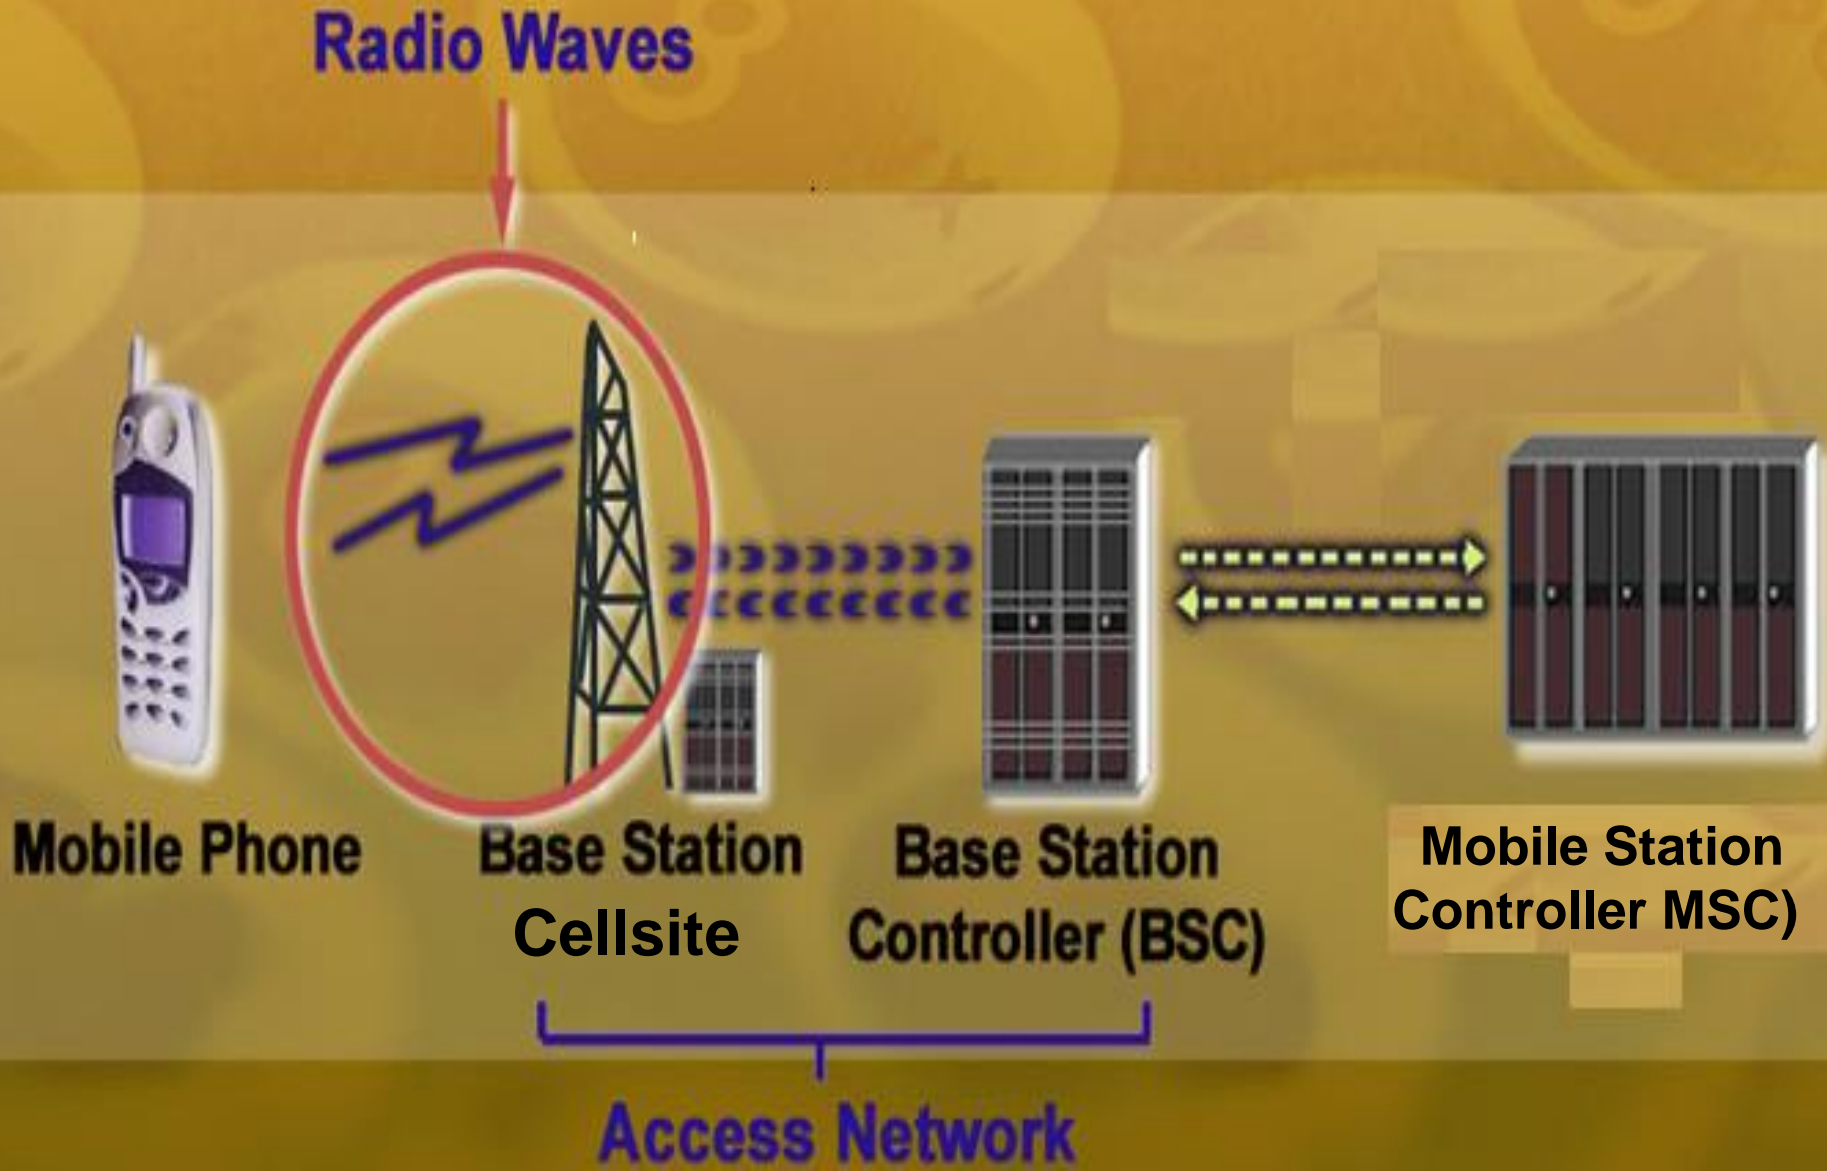 Radio Waves
Mobile Phone
Base Station
Cellsite
Base Station
Controller (BSC)
Mobile Station
Controller MSC)
Access Network